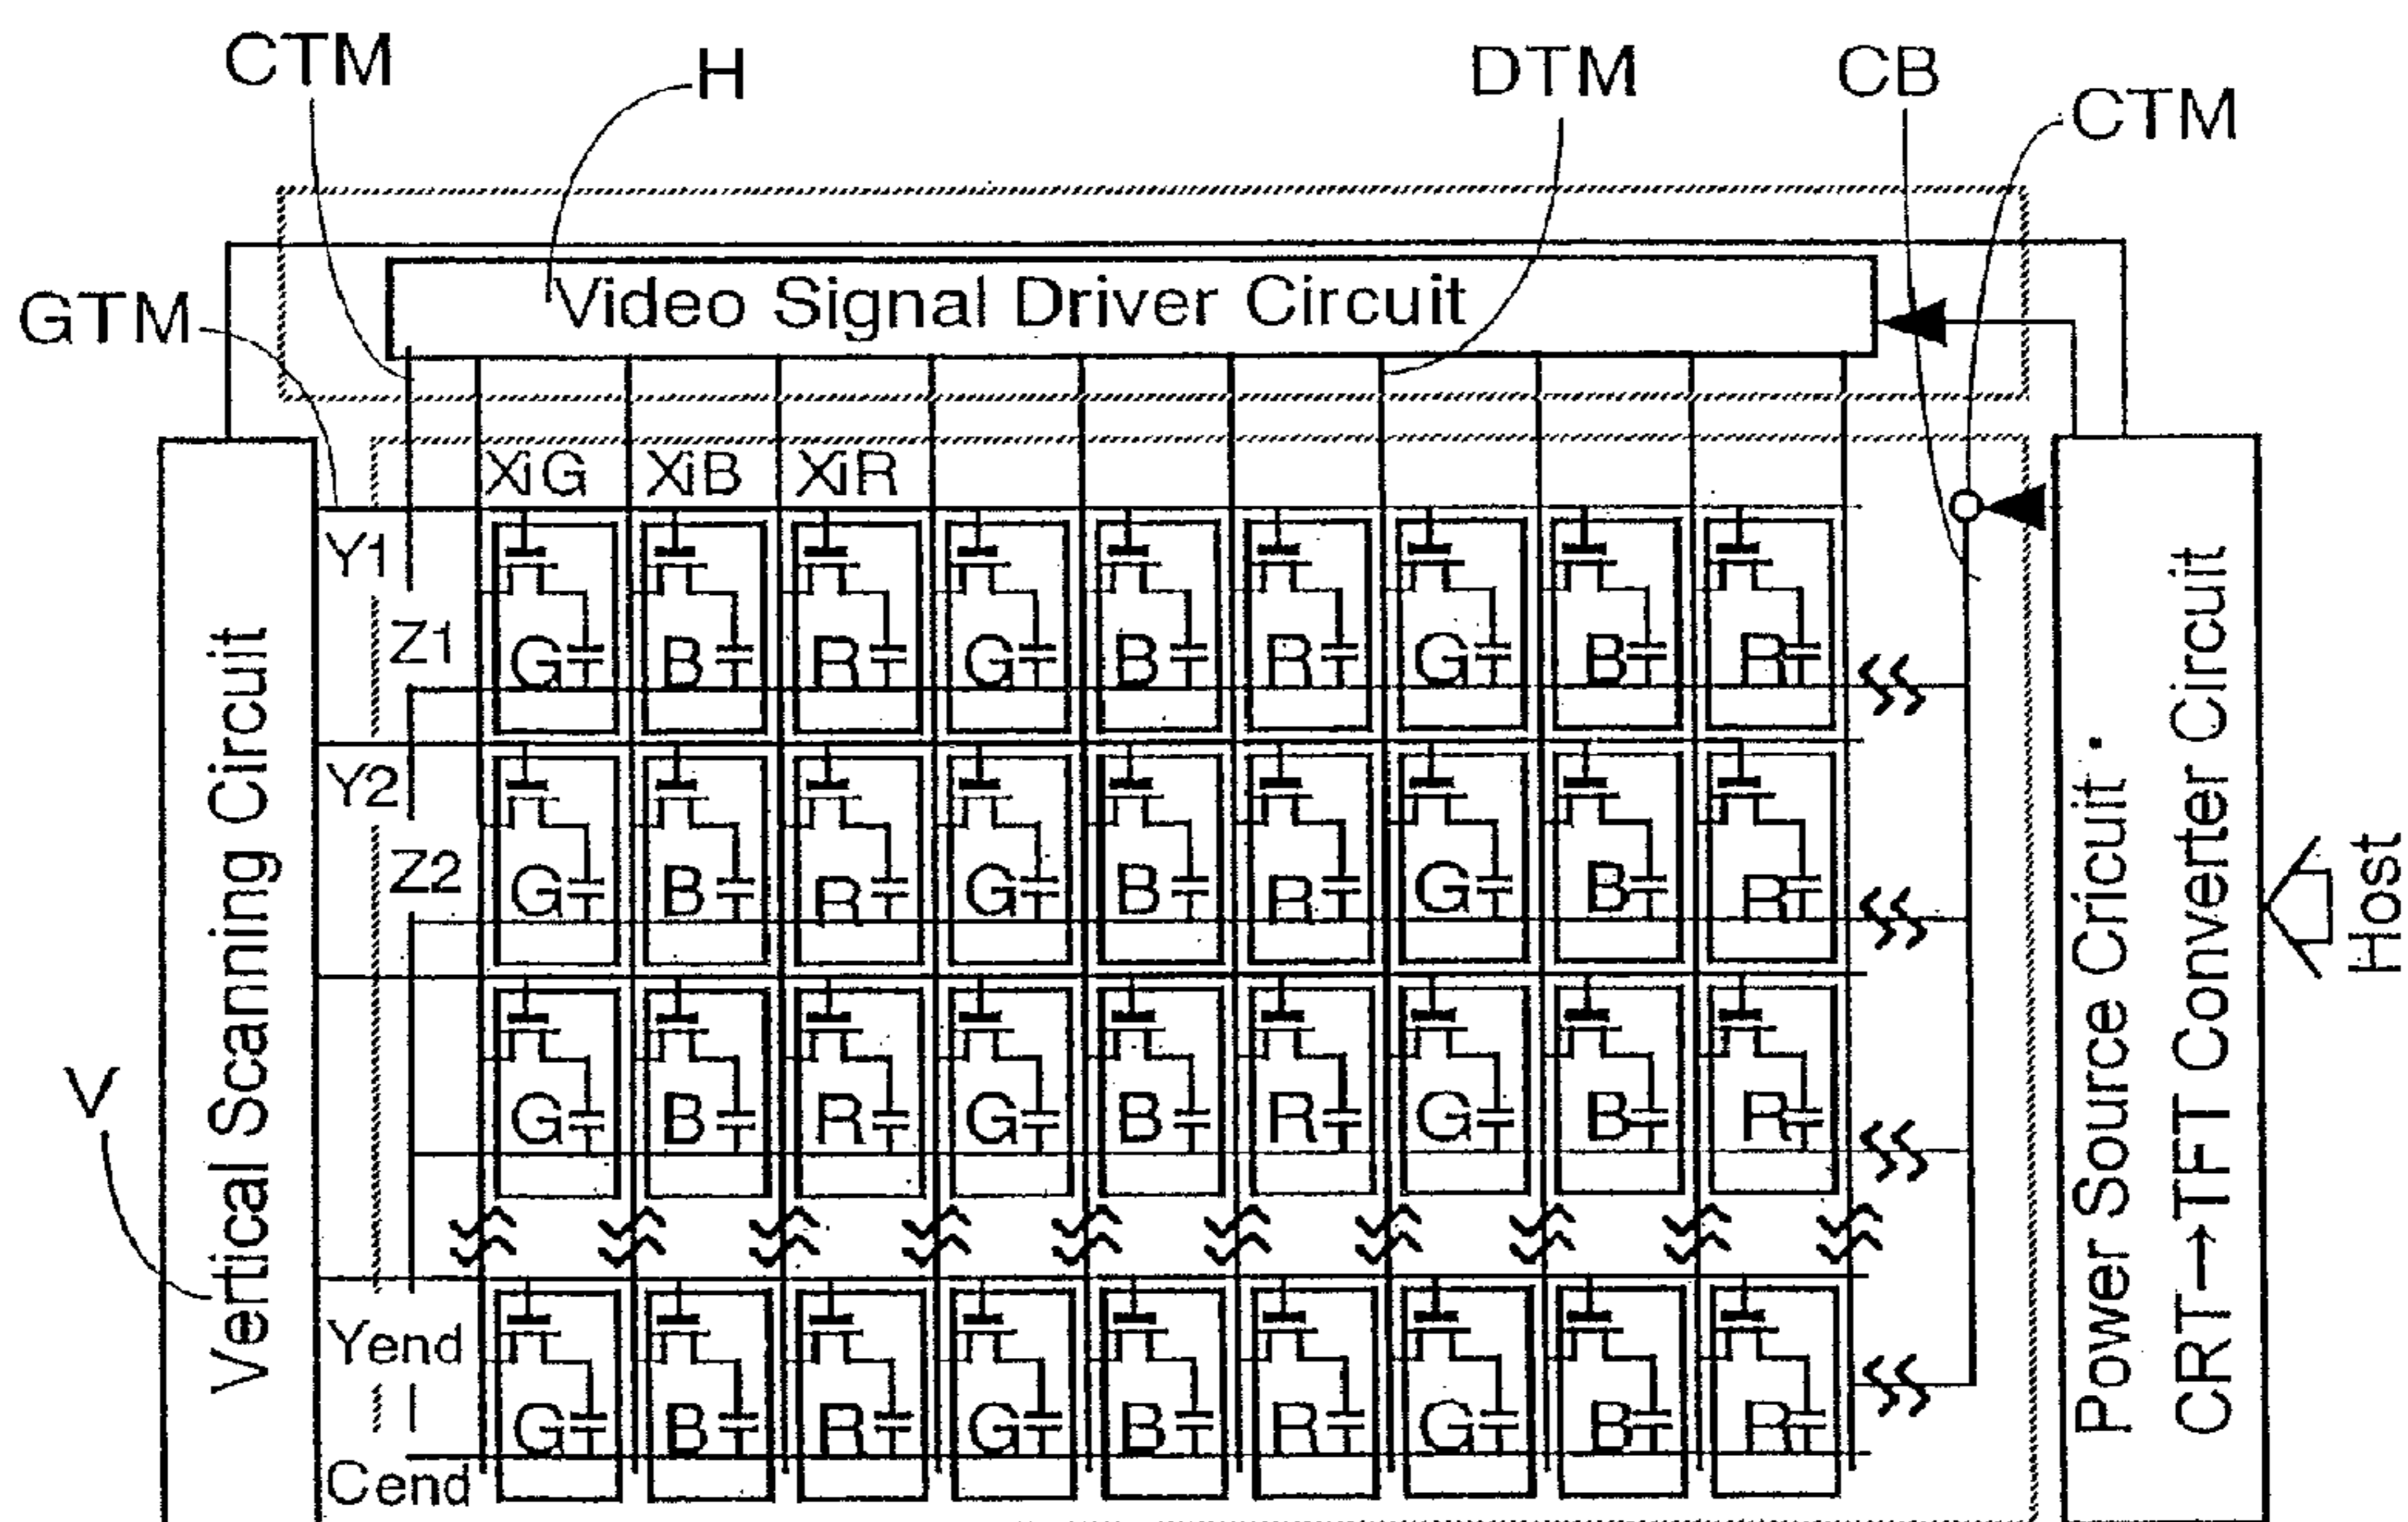 CTM
H
DTM
CB
CTM
GTM
Video Signal Driver Circuit
XiG XiB XiR
Y1
Z1
G B R G B R G B R
Y2
Z2
G B R G B R G B R
G B R G B R G B R
V
Yend
G B R G B R G B R
Cend
Vertical Scanning Circuit
Power Source Cricuit ·
CRT→TFT Converter Circuit
Host